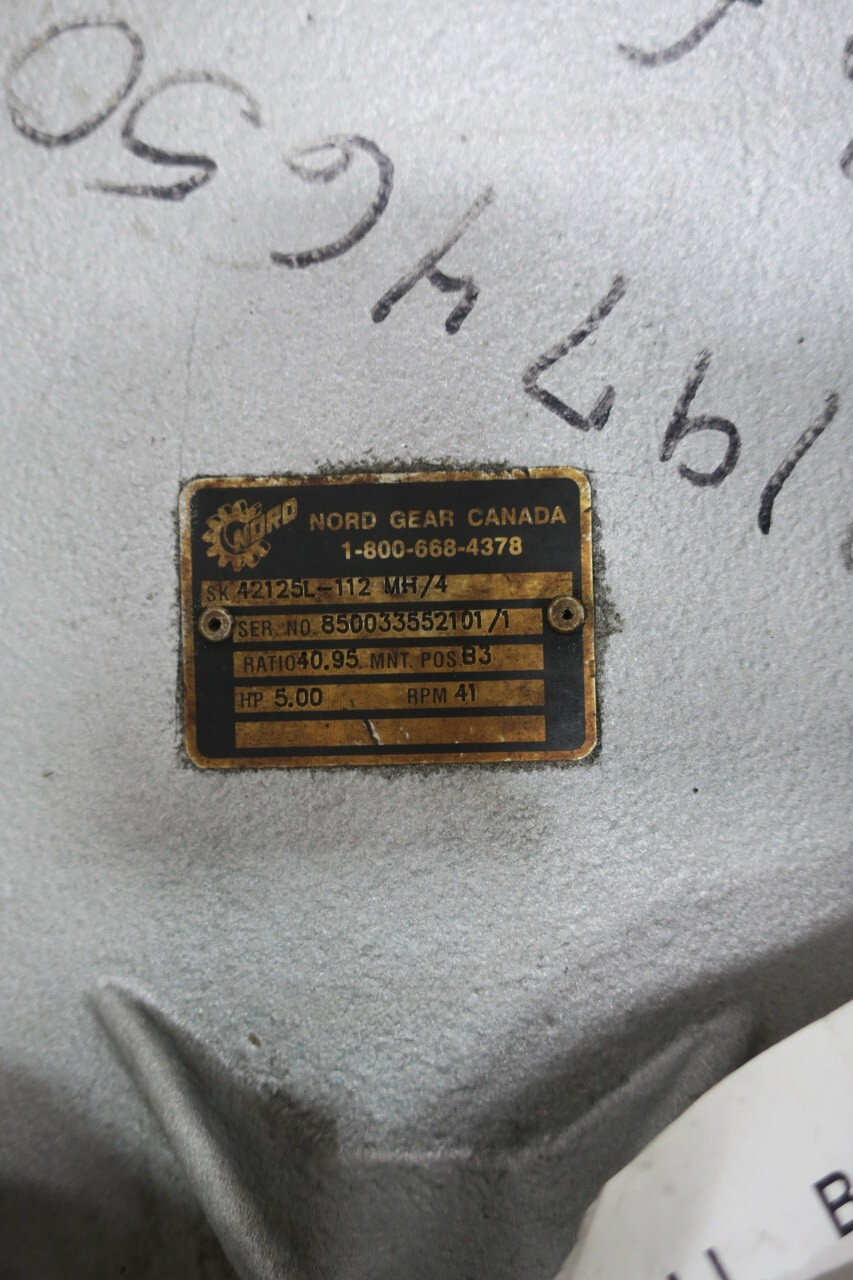 1974650
NORD
NORD GEAR CANADA
1-800-668-4378
SK 42125L-112 MH/4
SER. NO. 850033552101/1
RATIO 40.95 MNT. POS B3
HP 5.00 RPM 41